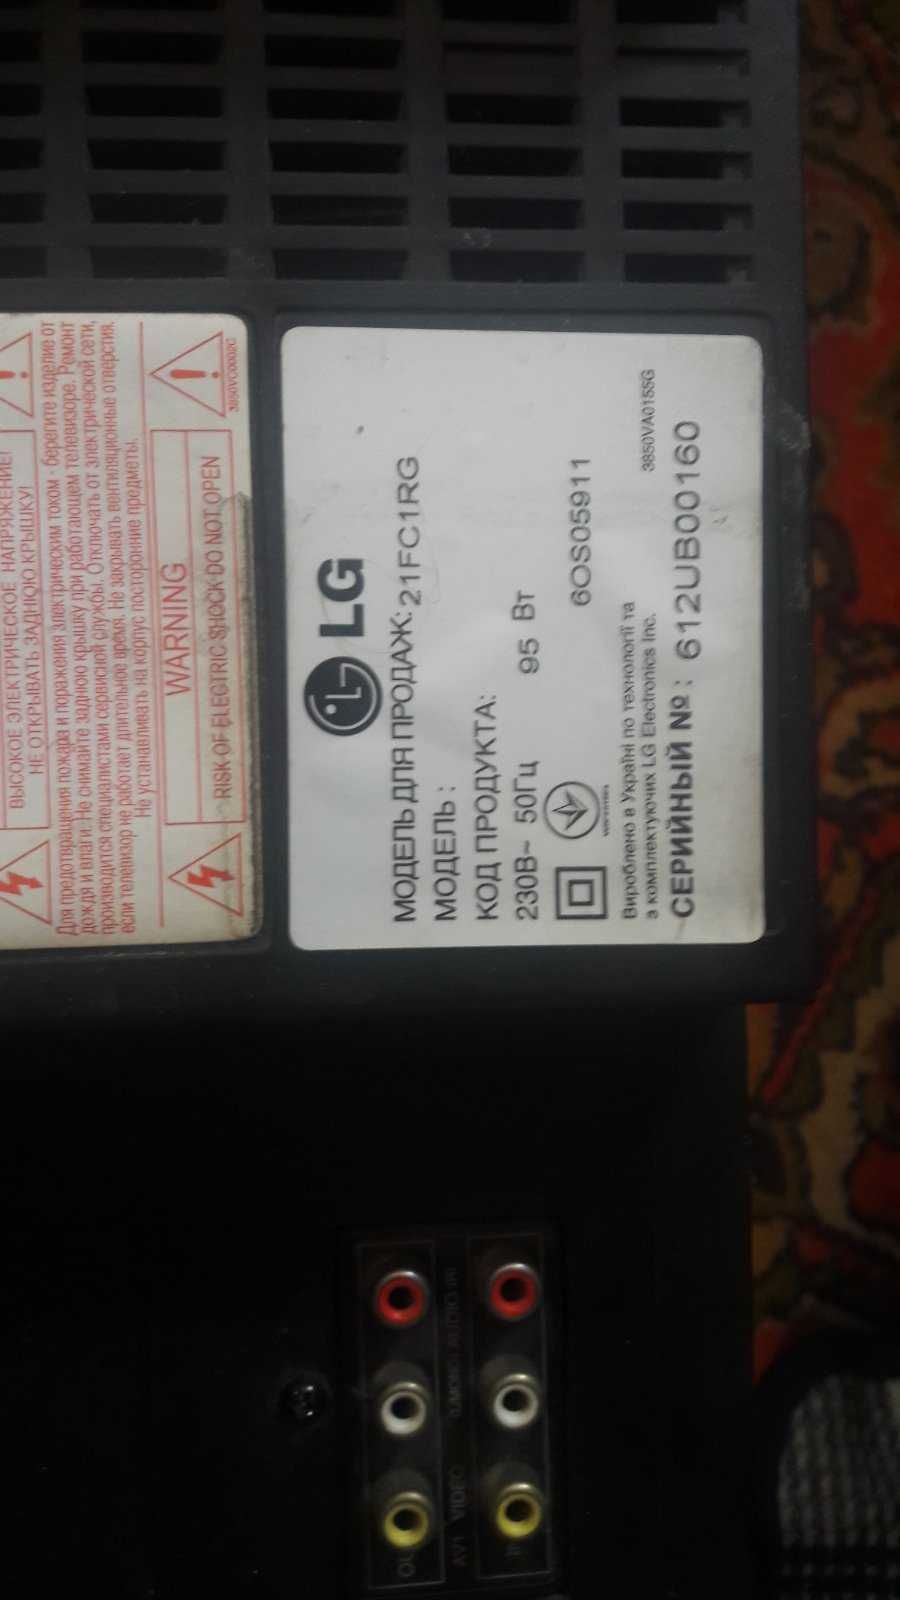 ВЫСОКОЕ ЭЛЕКТРИЧЕСКОЕ НАПРЯЖЕНИЕ!
НЕ ОТКРЫВАТЬ ЗАДНЮЮ КРЫШКУ!
Для предотвращения пожара и поражения электрическим током - берегите изделие от
дождя и влаги. Не снимайте заднюю крышку при работающем телевизоре. Ремонт
производится специалистами сервисной службы. Отключать от электрической сети,
если телевизор не работает длительное время. Не закрывать вентиляционные отверстия.
Не устанавливать на корпус посторонние предметы.
WARNING
RISK OF ELECTRIC SHOCK DO NOT OPEN
3850VC0002C
LG
МОДЕЛЬ ДЛЯ ПРОДАЖ: 21FC1RG
МОДЕЛЬ :
КОД ПРОДУКТА:
230В~ 50Гц 95 Вт
6OS05911
Вироблено в Україні по технології та
з комплектуючих LG Electronics Inc.
3850VA0155G
СЕРИЙНЫЙ № : 612UB00160
AV1 VIDEO (L/MONO) AUDIO (R)